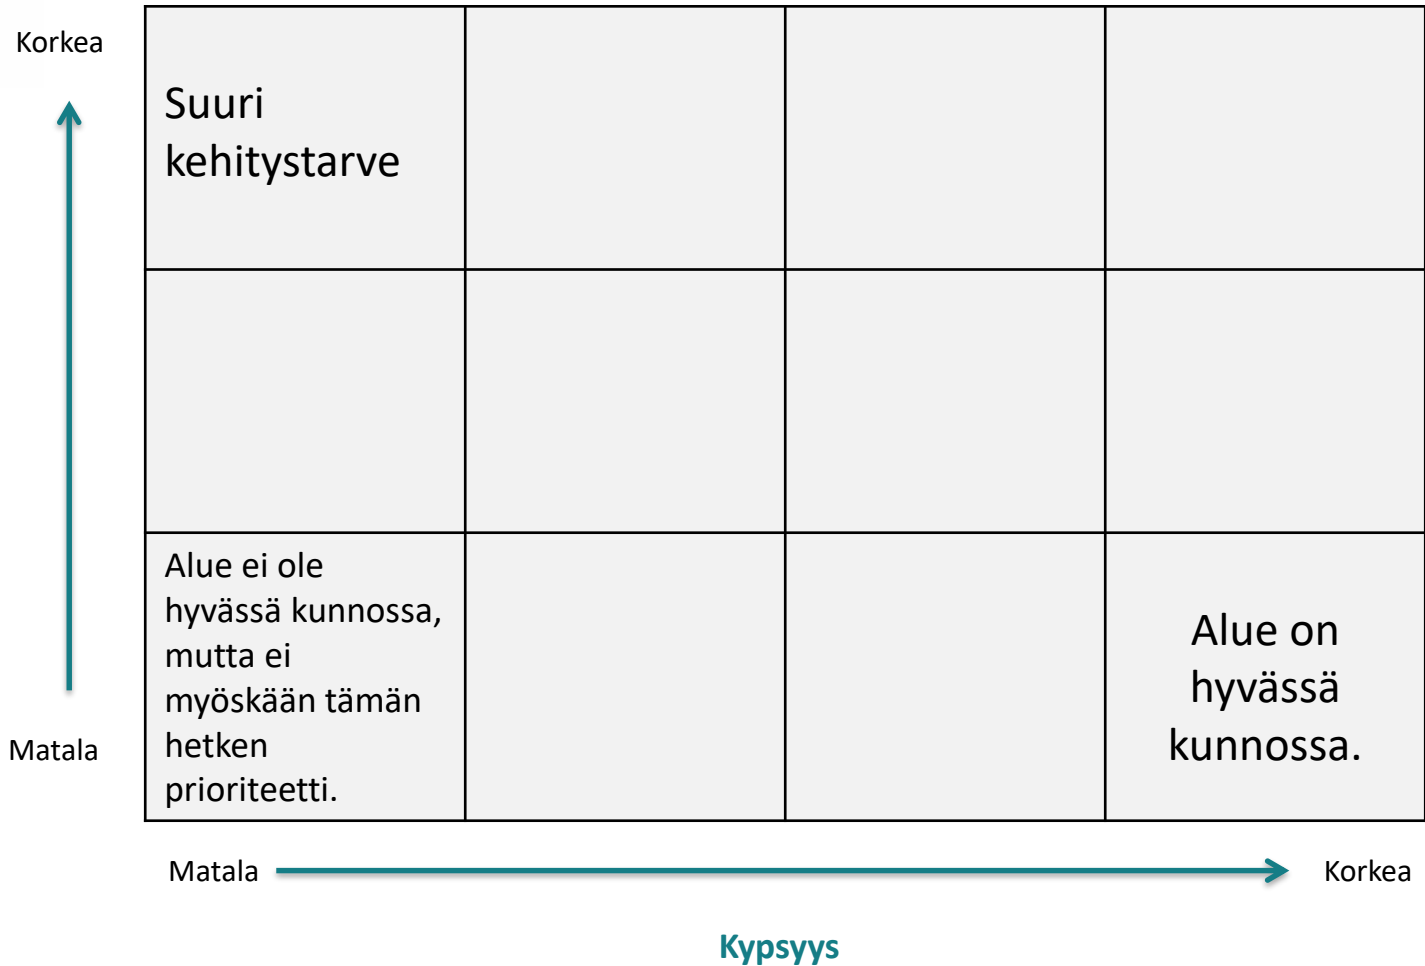 Korkea
Suuri
kehitystarve
Alue ei ole
hyvässä kunnossa,
mutta ei
myöskään tämän
hetken
prioriteetti.
Alue on
hyvässä
kunnossa.
Matala
Matala
Korkea
Kypsyys